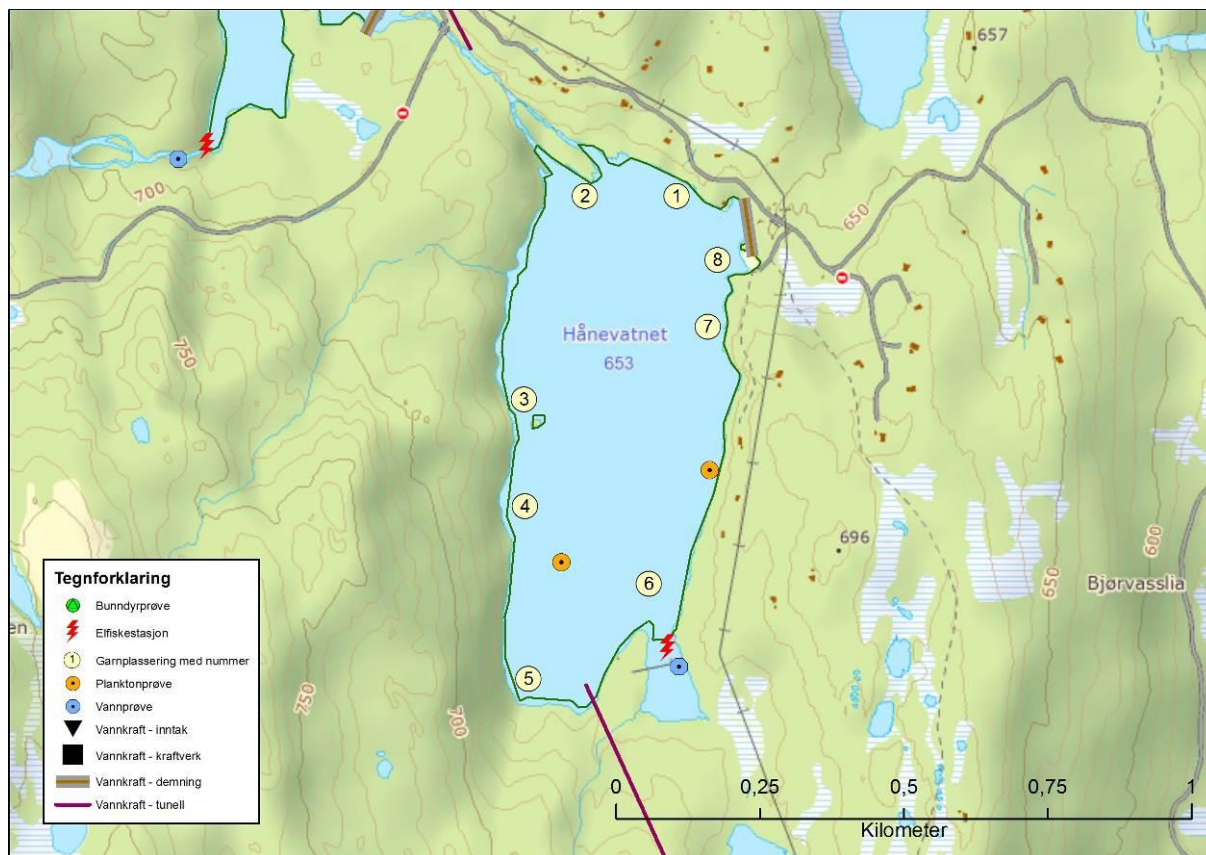 657
700
2
1
650
8
7
Hånevatnet
653
750
3
4
696
600
Bjørvasslia
650
6
en
5
750
700
Tegnforklaring
Bunndyrprøve
Elfiskestasjon
1 Garnplassering med nummer
Planktonprøve
Vannprøve
Vannkraft - inntak
Vannkraft - kraftverk
Vannkraft - demning
Vannkraft - tunell
0 0,25 0,5 0,75 1
Kilometer